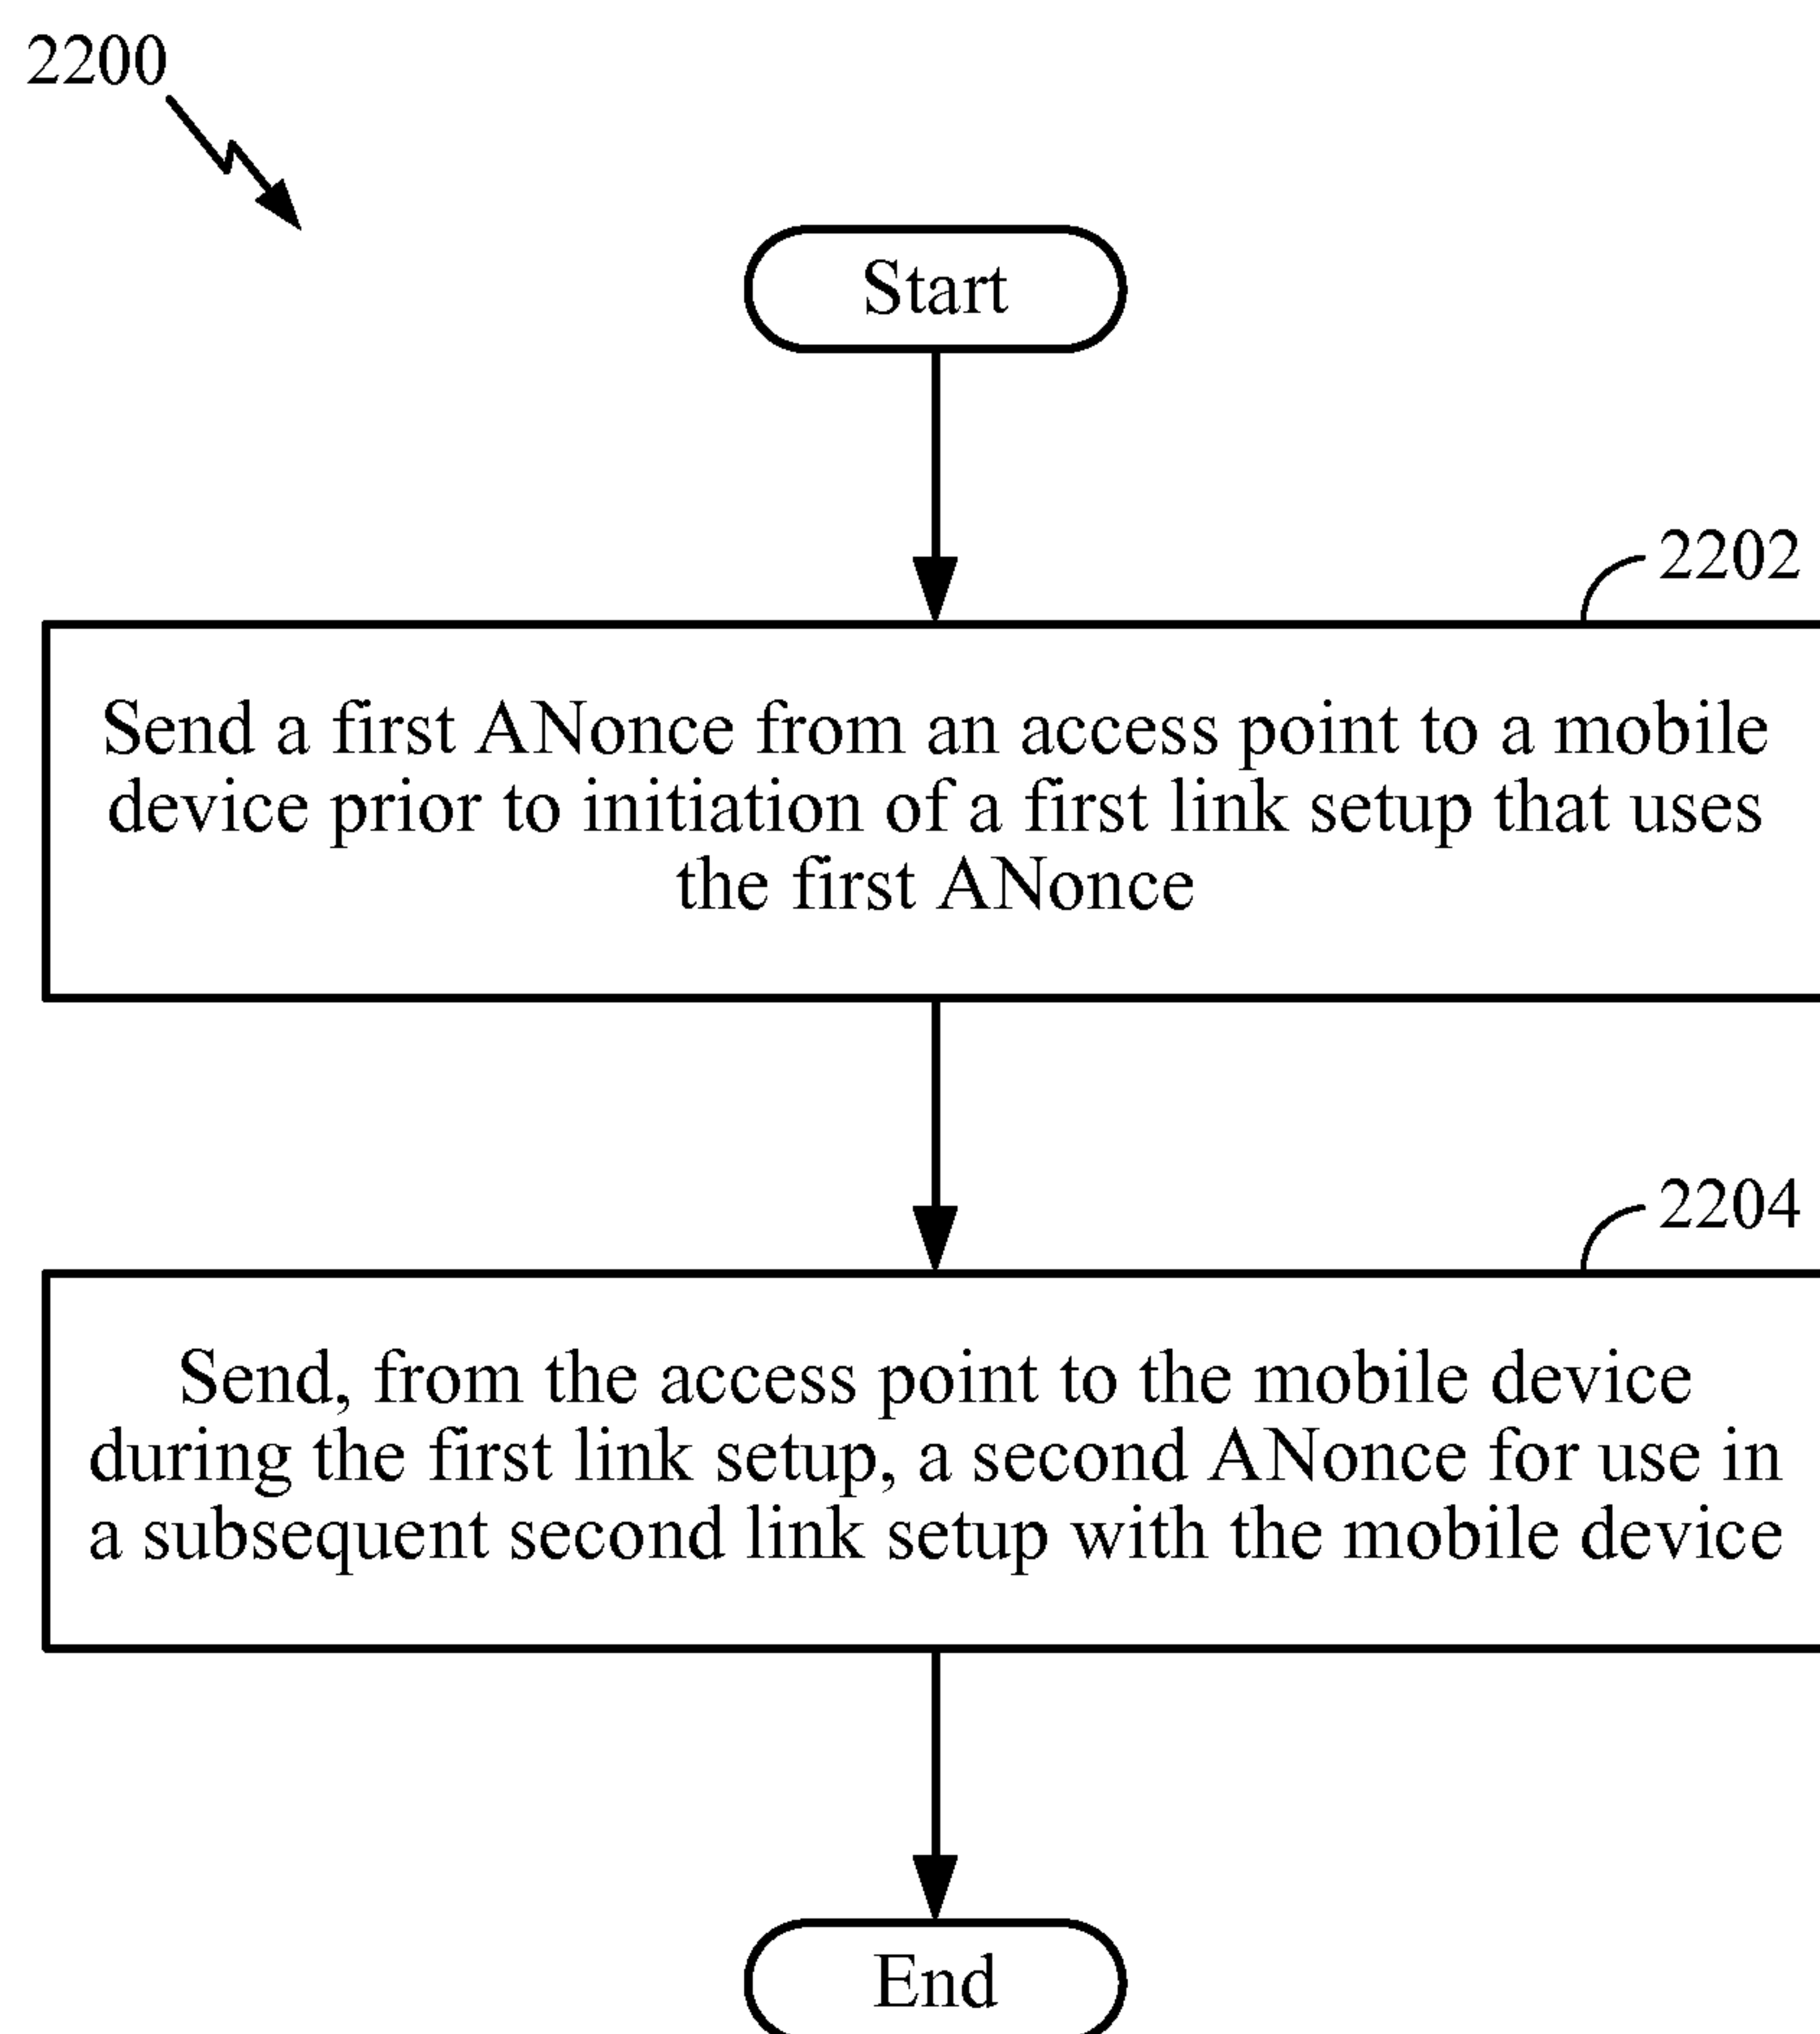 2200
Start
2202
Send a first ANonce from an access point to a mobile
device prior to initiation of a first link setup that uses
the first ANonce
2204
Send, from the access point to the mobile device
during the first link setup, a second ANonce for use in
a subsequent second link setup with the mobile device
End